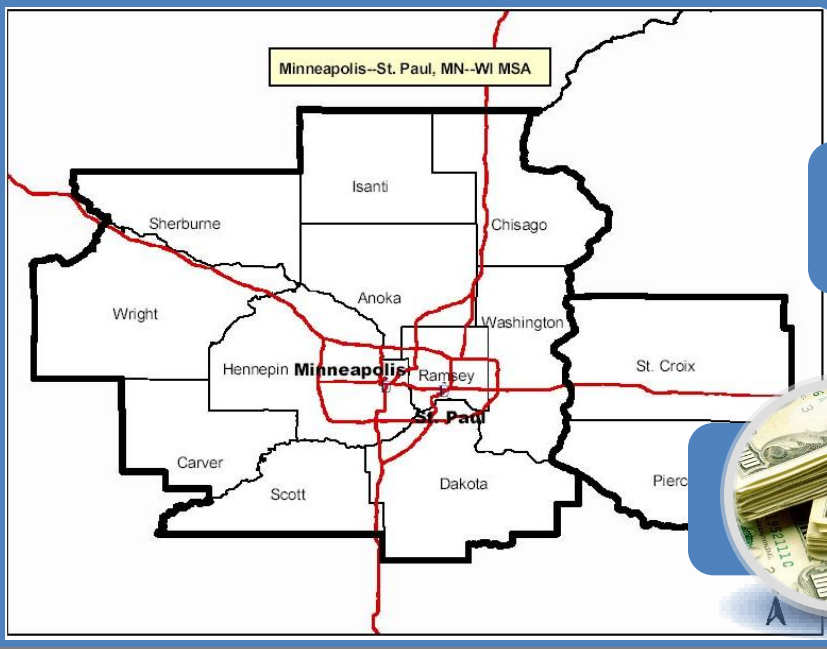 Minneapolis--St. Paul, MN--WI MSA
Isanti
Sherburne
Chisago
Anoka
Wright
Washington
Hennepin
Minneapolis
Ramsey
St. Croix
St. Paul
Carver
Scott
Dakota
Pierc